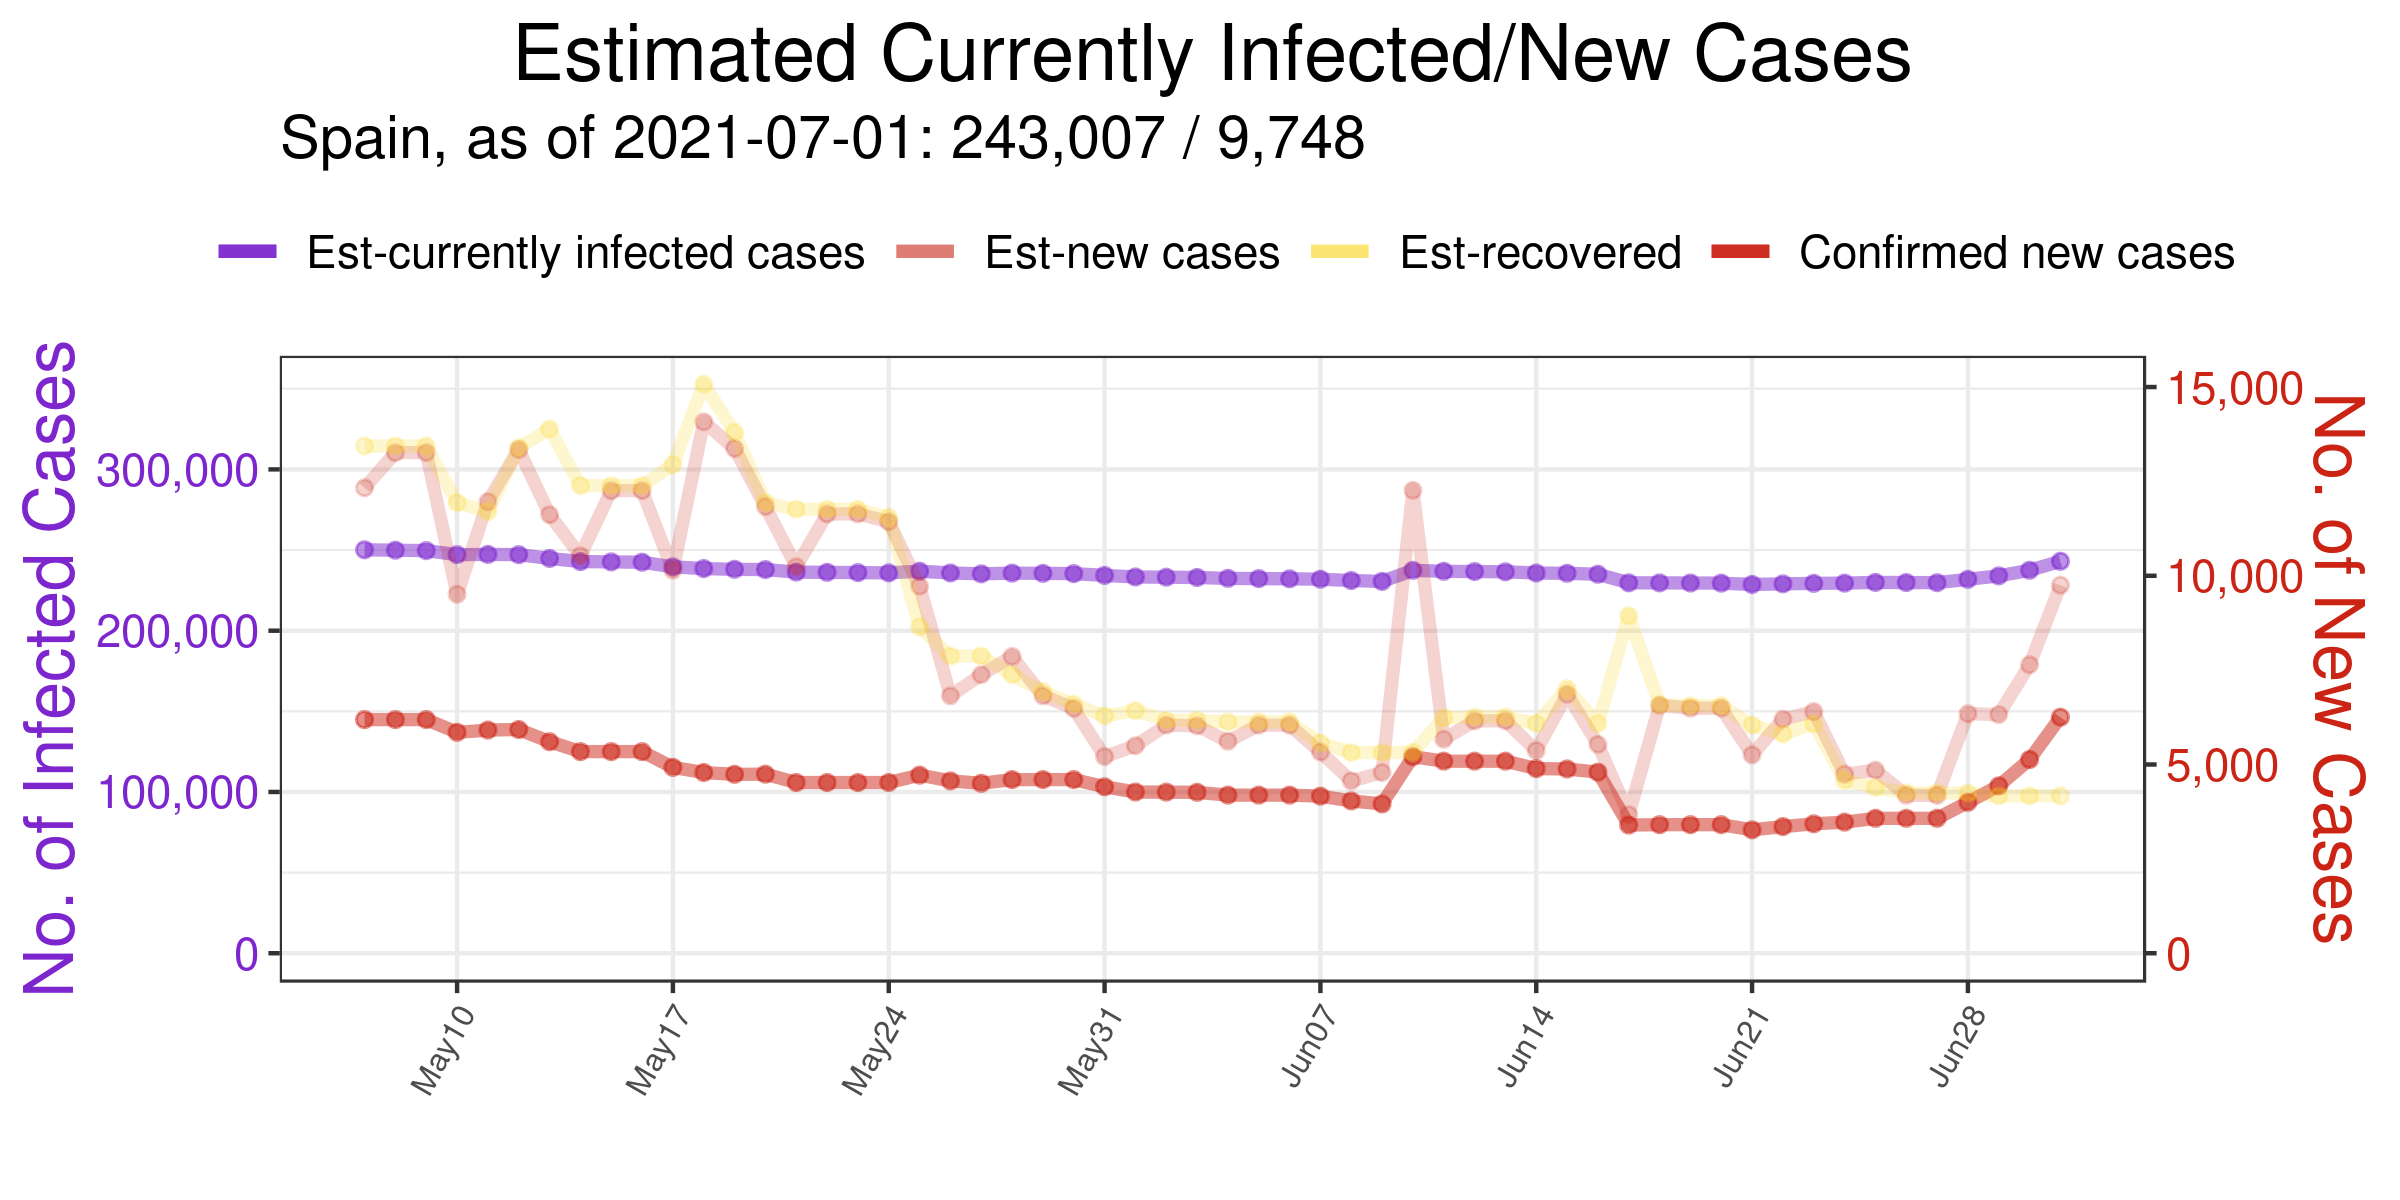 Estimated Currently Infected/New Cases
Spain, as of 2021-07-01: 243,007 / 9,748
Est-currently infected cases Est-new cases Est-recovered Confirmed new cases
No. of Infected Cases
300,000
200,000
100,000
0
15,000
10,000
5,000
0
No. of New Cases
May10 May17 May24 May31 Jun07 Jun14 Jun21 Jun28